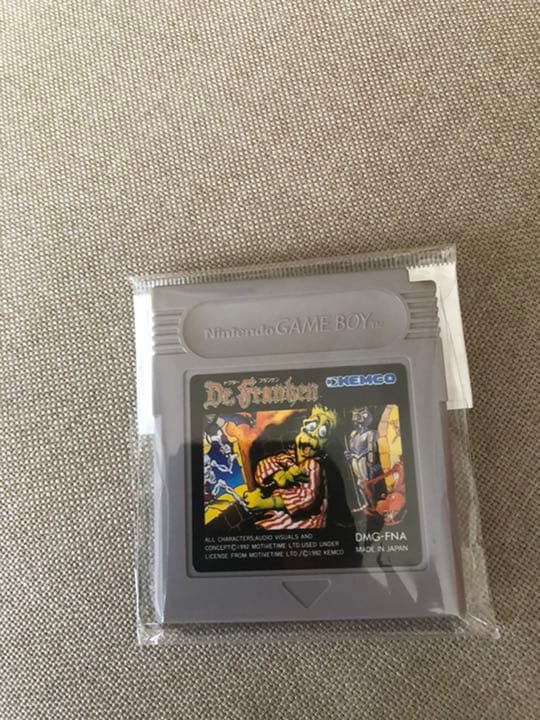 Nintendo GAME BOY TM
ドクター フランケン
Dr. Franken
KEMCO
ALL CHARACTERS,AUDIO VISUALS AND
CONCEPT©1992 MOTIVETIME LTD.USED UNDER
LICENSE FROM MOTIVETIME LTD./©1992 KEMCO
DMG-FNA
MADE IN JAPAN